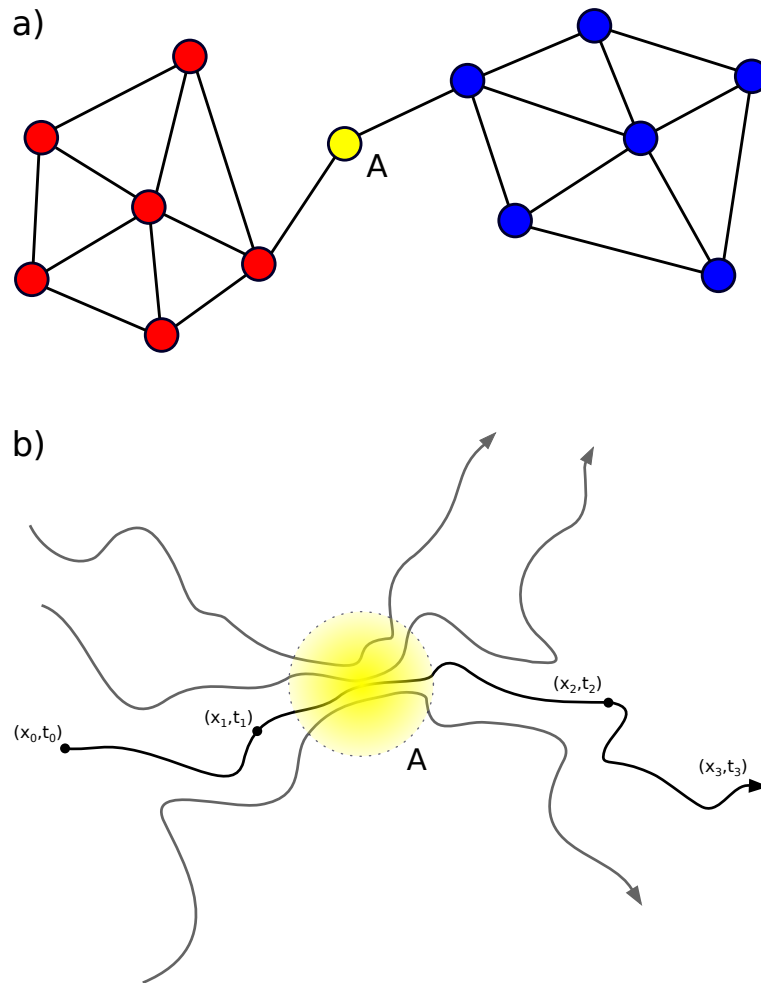 a)
A
b)
(x₂,t₂)
(x₁,t₁)
(x₀,t₀)
A
(x₃,t₃)